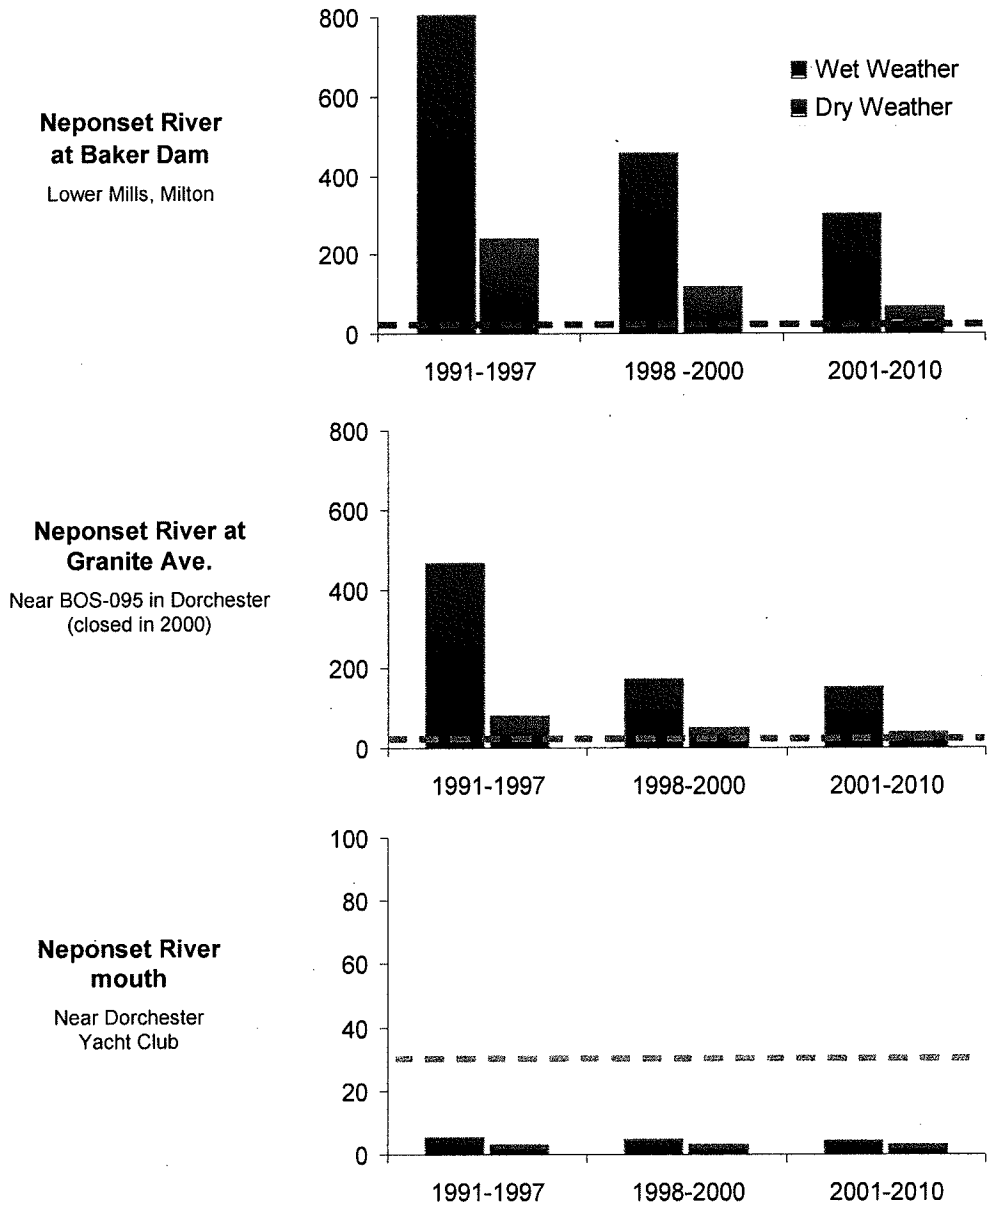 800
600
400
200
0
Wet Weather
Dry Weather
Neponset River
at Baker Dam
Lower Mills, Milton
1991-1997
1998 -2000
2001-2010
800
600
400
200
0
Neponset River at
Granite Ave.
Near BOS-095 in Dorchester
(closed in 2000)
1991-1997
1998-2000
2001-2010
100
80
60
40
20
0
Neponset River
mouth
Near Dorchester
Yacht Club
1991-1997
1998-2000
2001-2010